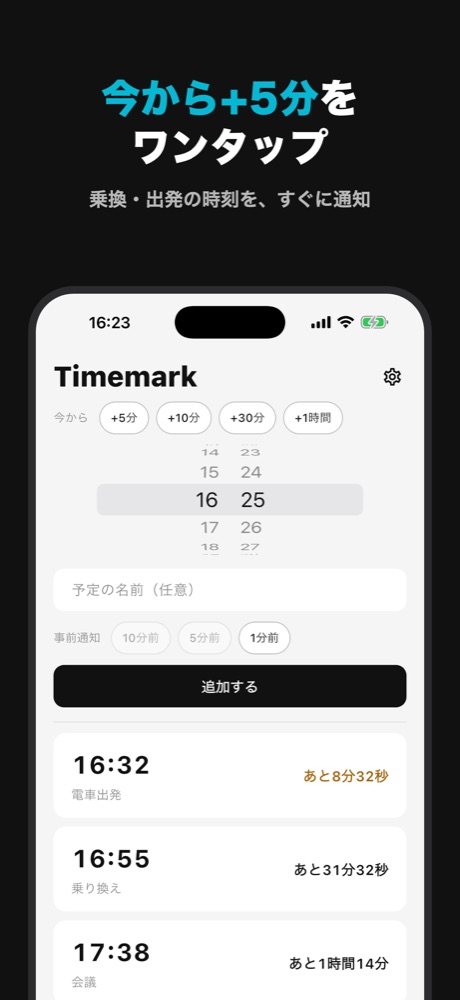 今から+5分を
ワンタップ
乗換・出発の時刻を、すぐに通知
16:23
Timemark
今から +5分 +10分 +30分 +1時間
14 23
15 24
16 25
17 26
18 27
予定の名前（任意）
事前通知 10分前 5分前 1分前
追加する
16:32
電車出発
あと8分32秒
16:55
乗り換え
あと31分32秒
17:38
会議
あと1時間14分